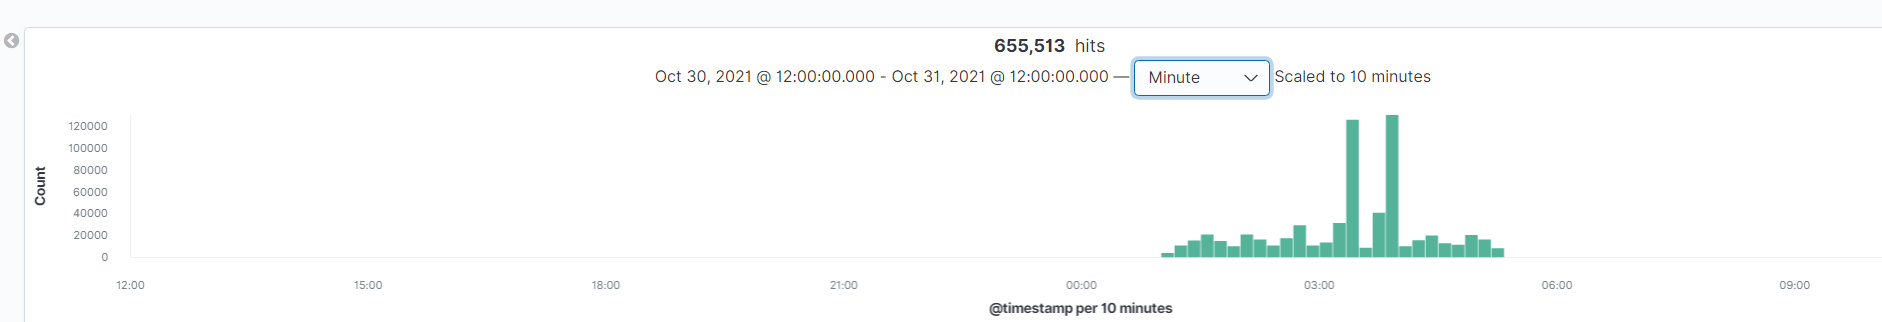 655,513 hits
Oct 30, 2021 @ 12:00:00.000 - Oct 31, 2021 @ 12:00:00.000 — Minute Scaled to 10 minutes
Count
120000
100000
80000
60000
40000
20000
0
12:00 15:00 18:00 21:00 00:00 03:00 06:00 09:00
@timestamp per 10 minutes